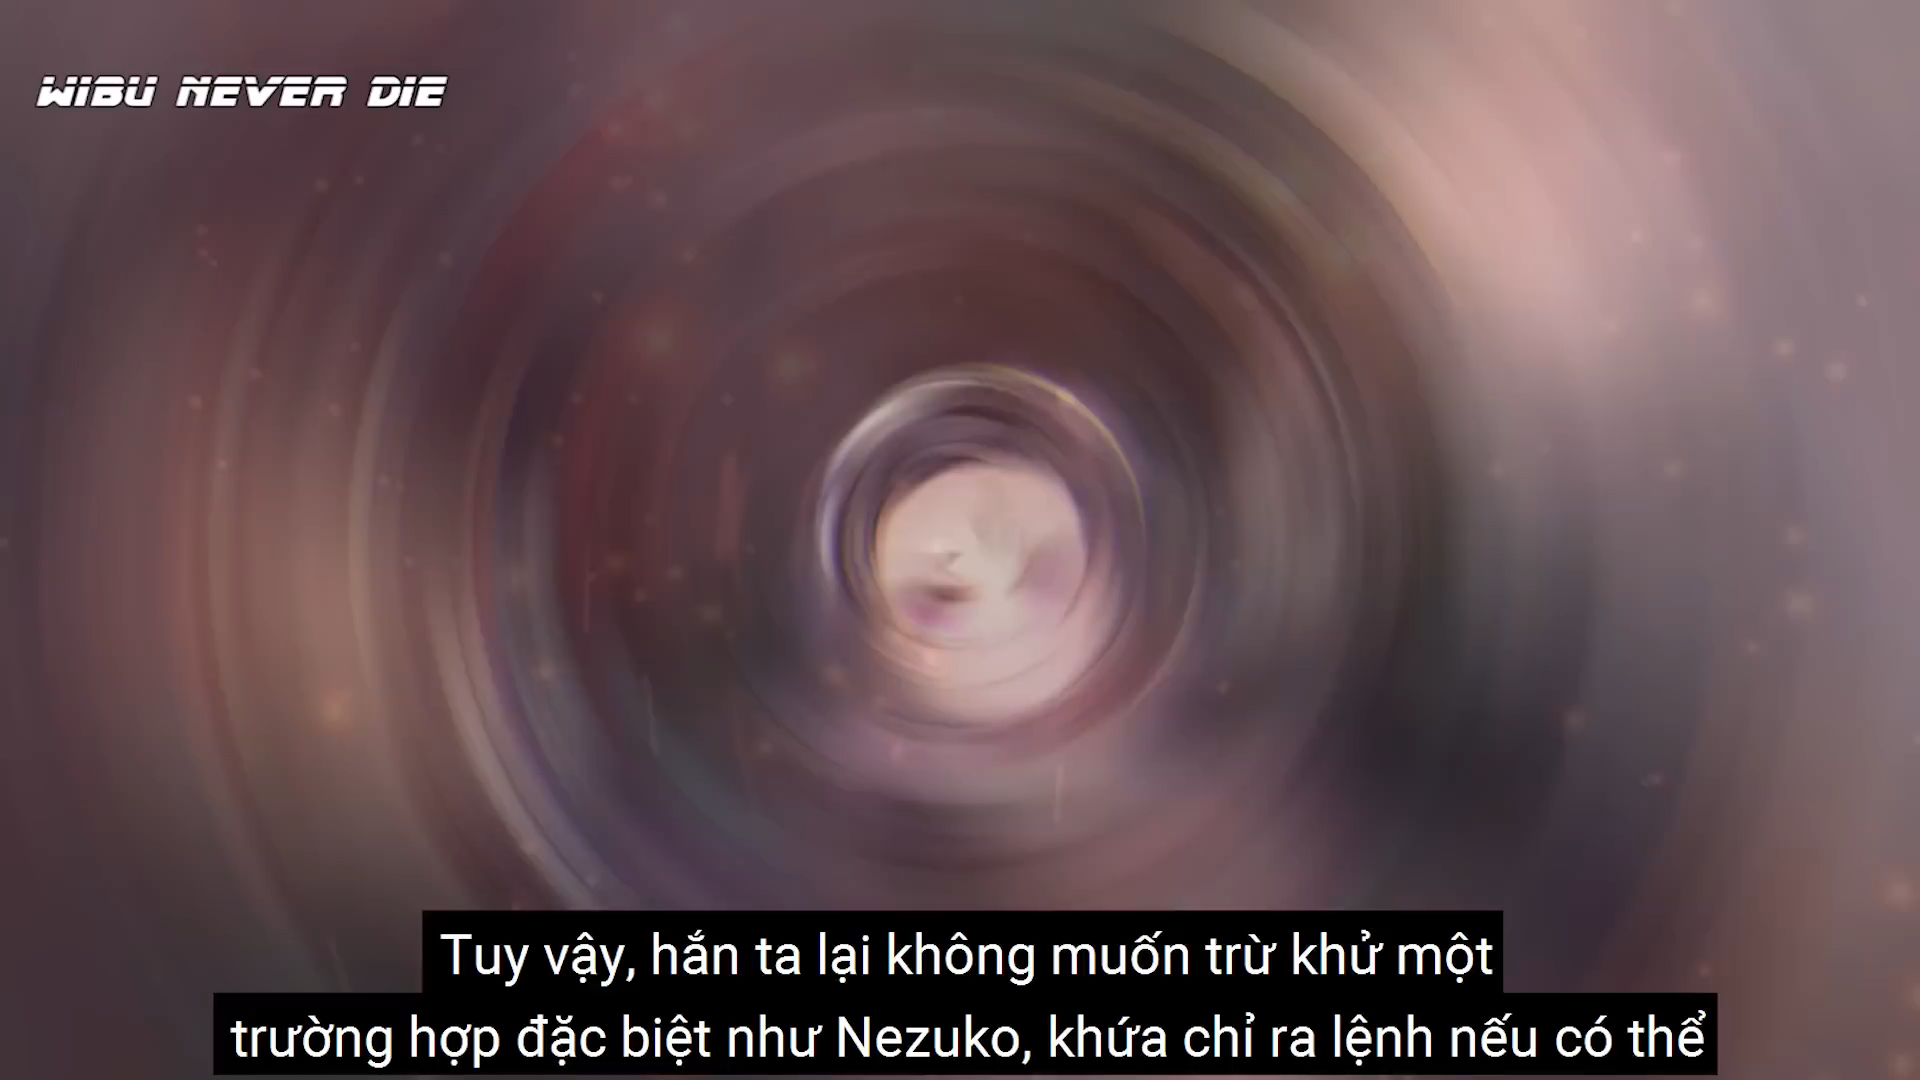 WIBU NEVER DIE
Tuy vậy, hắn ta lại không muốn trừ khử một
trường hợp đặc biệt như Nezuko, khứa chỉ ra lệnh nếu có thể